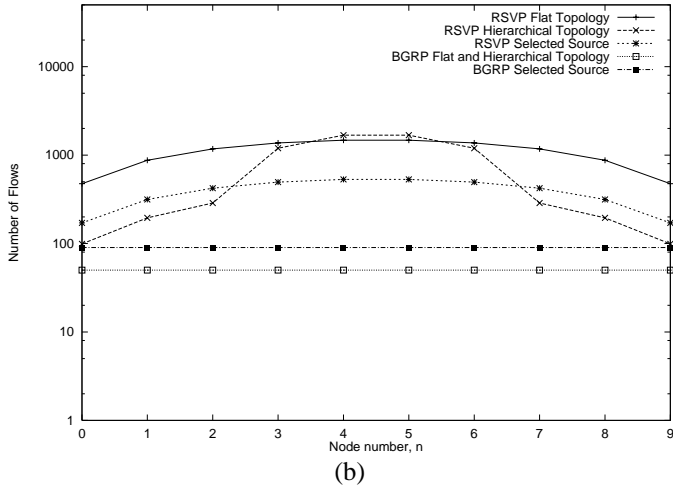 RSVP Flat Topology
RSVP Hierarchical Topology
RSVP Selected Source
BGRP Flat and Hierarchical Topology
BGRP Selected Source
10000
1000
100
10
1
Number of Flows
0 1 2 3 4 5 6 7 8 9
Node number, n
(b)